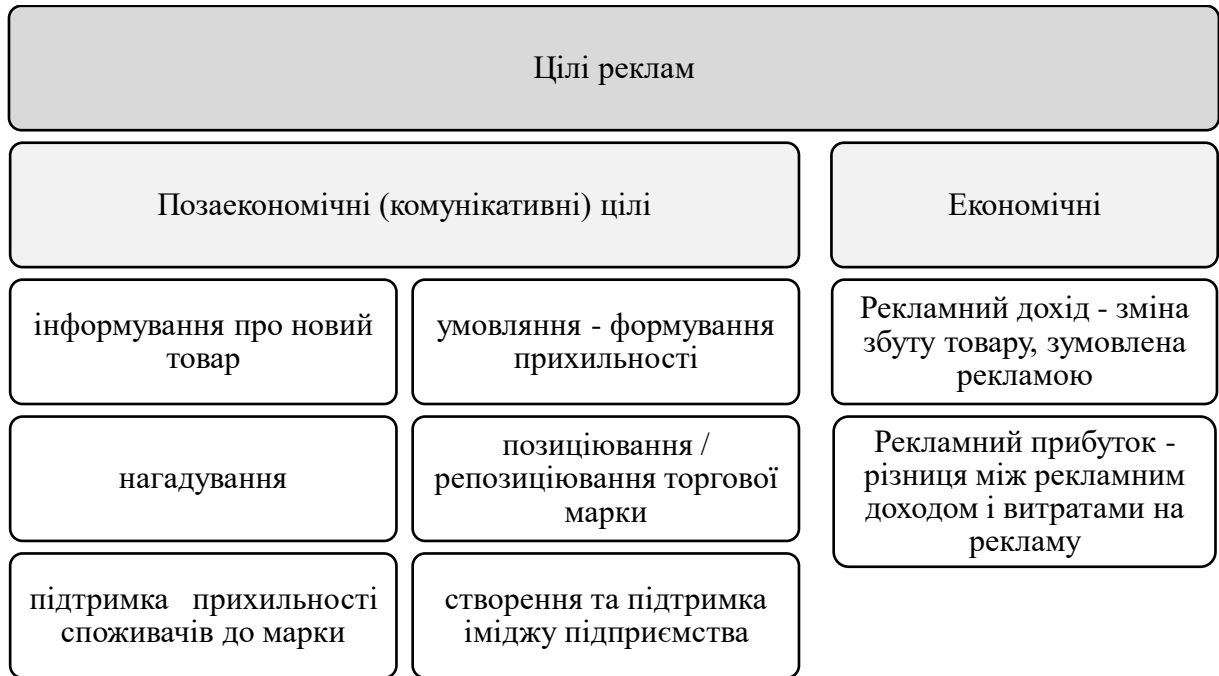 Цілі реклам
Позаекономічні (комунікативні) цілі
Економічні
інформування про новий
товар
умовляння - формування
прихильності
Рекламний дохід - зміна
збуту товару, зумовлена
рекламою
нагадування
позиціювання /
репозиціювання торгової
марки
Рекламний прибуток -
різниця між рекламним
доходом і витратами на
рекламу
підтримка прихильності
споживачів до марки
створення та підтримка
іміджу підприємства